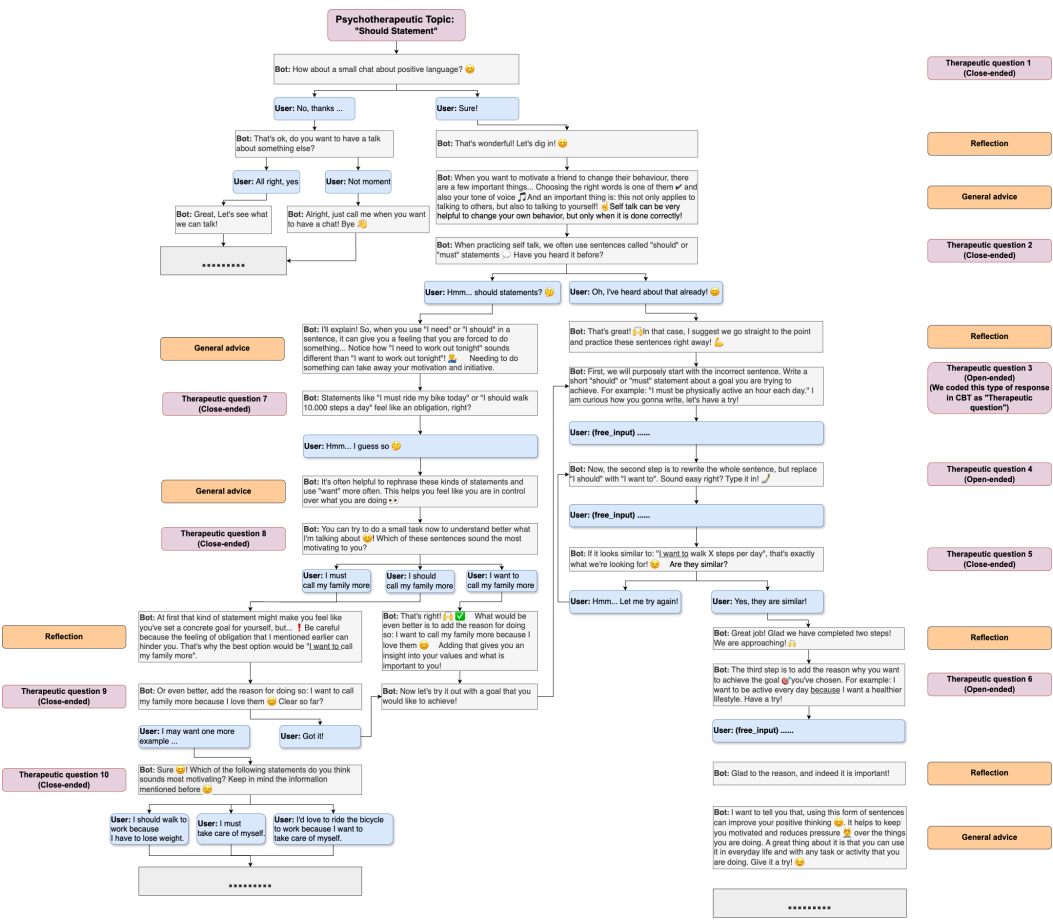 Psychotherapeutic Topic:
"Should Statement"
Bot: How about a small chat about positive language? 😊
Therapeutic question 1
(Close-ended)
User: No, thanks ...
User: Sure!
Bot: That's ok, do you want to have a talk
about something else?
Bot: That's wonderful! Let's dig in! 😊
Reflection
User: All right, yes
User: Not moment
Bot: When you want to motivate a friend to change their behaviour, there
are a few important things... Choosing the right words is one of them ✔ and
also your tone of voice 🎵And an important thing is: this not only applies to
talking to others, but also to talking to yourself! ☝Self talk can be very
helpful to change your own behavior, but only when it is done correctly!
General advice
Bot: Great, Let's see what
we can talk!
Bot: Alright, just call me when you want
to have a chat! Bye 👋
.........
Bot: When practicing self talk, we often use sentences called "should" or
"must" statements 💭 Have you heard it before?
Therapeutic question 2
(Close-ended)
User: Hmm... should statements? 🤔
User: Oh, I've heard about that already! 😊
General advice
Bot: I'll explain! So, when you use "I need" or "I should" in a
sentence, it can give you a feeling that you are forced to do
something... Notice how "I need to work out tonight" sounds
different than "I want to work out tonight"! 💁‍♂️ Needing to do
something can take away your motivation and initiative.
Bot: That's great! 🙌In that case, I suggest we go straight to the point
and practice these sentences right away! 💪
Reflection
Therapeutic question 7
(Close-ended)
Bot: Statements like "I must ride my bike today" or "I should walk
10.000 steps a day" feel like an obligation, right?
Bot: First, we will purposely start with the incorrect sentence. Write a
short "should" or "must" statement about a goal you are trying to
achieve. For example: "I must be physically active an hour each day." I
am curious how you gonna write, let's have a try!
Therapeutic question 3
(Open-ended)
(We coded this type of response
in CBT as "Therapeutic
question")
User: Hmm... I guess so 🤔
User: (free_input) ......
General advice
Bot: It's often helpful to rephrase these kinds of statements and
use "want" more often. This helps you feel like you are in control
over what you are doing 👀
Bot: Now, the second step is to rewrite the whole sentence, but replace
"I should" with "I want to". Sound easy right? Type it in! 🤳
Therapeutic question 4
(Open-ended)
Therapeutic question 8
(Close-ended)
Bot: You can try to do a small task now to understand better what
I'm talking about 😊! Which of these sentences sound the most
motivating to you?
User: (free_input) ......
Bot: If it looks similar to: "I want to walk X steps per day", that's exactly
what we're looking for! 😉 Are they similar?
Therapeutic question 5
(Close-ended)
User: I must
call my family more
User: I should
call my family more
User: I want to
call my family more
User: Hmm... Let me try again!
User: Yes, they are similar!
Reflection
Bot: At first that kind of statement might make you feel like
you've set a concrete goal for yourself, but... ❗ Be careful
because the feeling of obligation that I mentioned earlier can
hinder you. That's why the best option would be "I want to call
my family more".
Bot: That's right! 🙌 ✅ What would be
even better is to add the reason for doing
so: I want to call my family more because I
love them 😊 Adding that gives you an
insight into your values and what is
important to you!
Bot: Great job! Glad we have completed two steps!
We are approaching! 🙌
Reflection
Bot: The third step is to add the reason why you want
to achieve the goal 🎯you've chosen. For example: I
want to be active every day because I want a healthier
lifestyle. Have a try!
Therapeutic question 6
(Open-ended)
Therapeutic question 9
(Close-ended)
Bot: Or even better, add the reason for doing so: I want to call
my family more because I love them 😊 Clear so far?
Bot: Now let's try it out with a goal that you
would like to achieve!
User: I may want one more
example ...
User: Got it!
User: (free_input) ......
Therapeutic question 10
(Close-ended)
Bot: Sure 😊! Which of the following statements do you think
sounds most motivating? Keep in mind the information
mentioned before 😉
Bot: Glad to the reason, and indeed it is important!
Reflection
User: I should walk to
work because
I have to lose weight.
User: I must
take care of myself.
User: I'd love to ride the bicycle
to work because I want to
take care of myself.
Bot: I want to tell you that, using this form of sentences
can improve your positive thinking 😊. It helps to keep
you motivated and reduces pressure 💆 over the things
you are doing. A great thing about it is that you can use
it in everyday life and with any task or activity that you
are doing. Give it a try! 😉
General advice
.........
.........